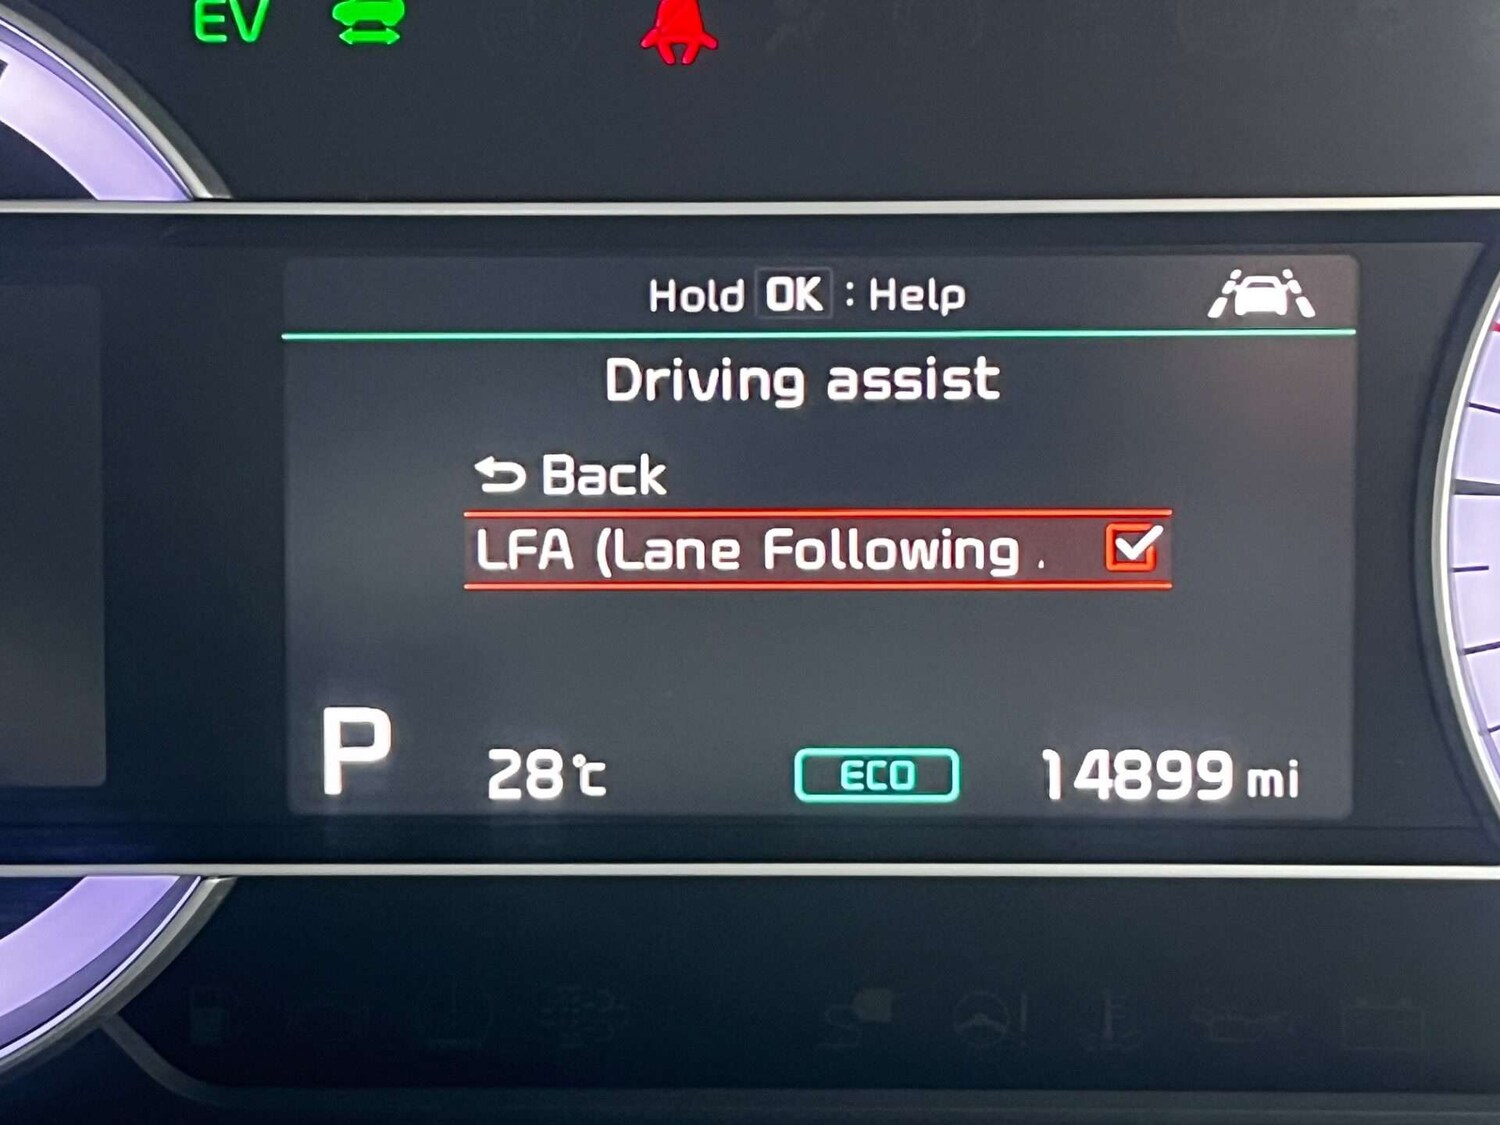 EV
Hold OK : Help
Driving assist
Back
LFA (Lane Following .
P
28℃
ECO
14899 mi